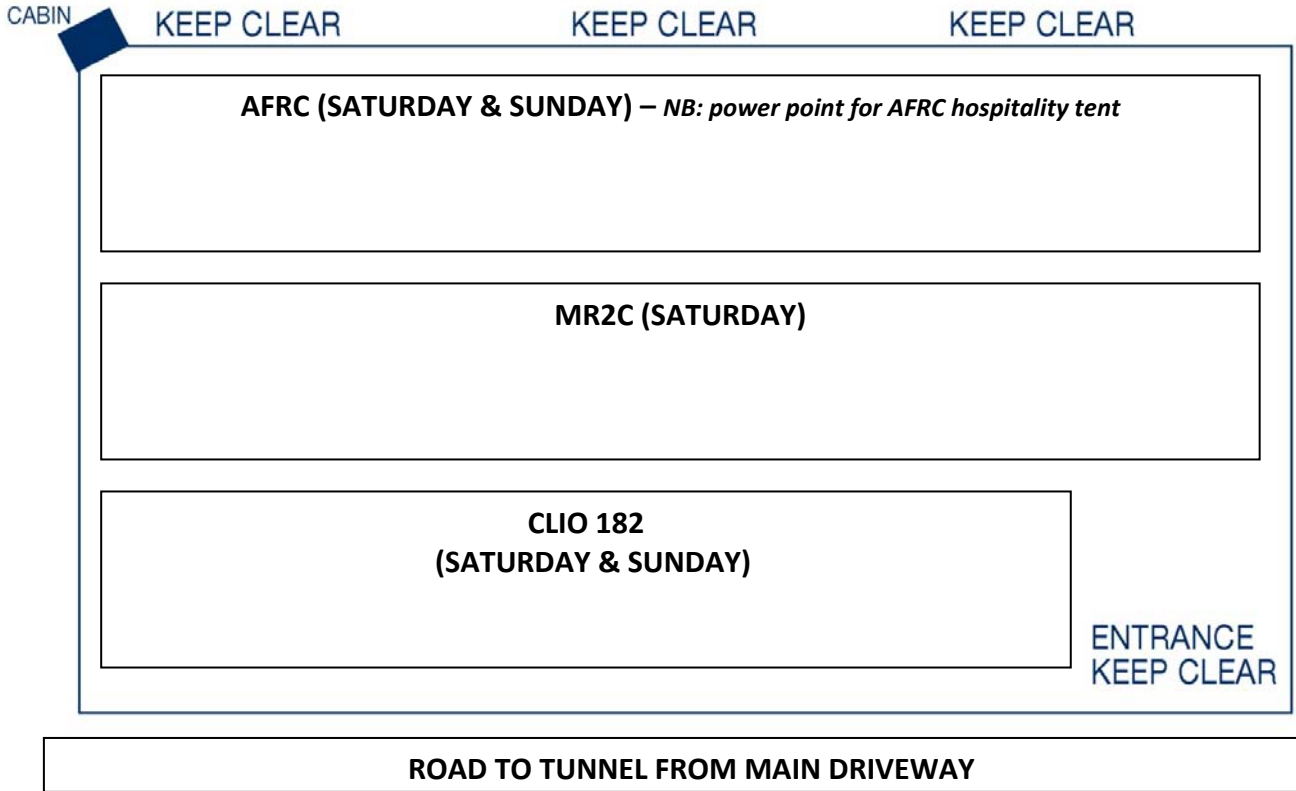 CABIN
KEEP CLEAR KEEP CLEAR KEEP CLEAR
AFRC (SATURDAY & SUNDAY) – NB: power point for AFRC hospitality tent
MR2C (SATURDAY)
CLIO 182
(SATURDAY & SUNDAY)
ENTRANCE
KEEP CLEAR
ROAD TO TUNNEL FROM MAIN DRIVEWAY